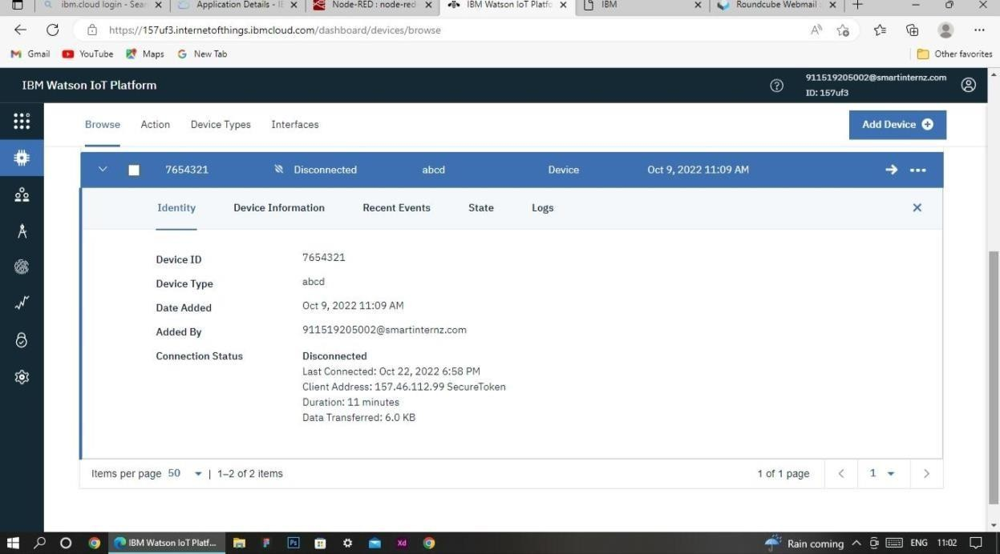 ibm.cloud login - Sear
Application Details - IE
Node-RED : node-red
IBM Watson IoT Platfo
IBM
Roundcube Webmail
https://157uf3.internetofthings.ibmcloud.com/dashboard/devices/browse
Gmail YouTube Maps New Tab Other favorites
IBM Watson IoT Platform
911519205002@smartinternz.com
ID: 157uf3
Browse Action Device Types Interfaces Add Device
7654321 Disconnected abcd Device Oct 9, 2022 11:09 AM
Identity Device Information Recent Events State Logs
Device ID 7654321
Device Type abcd
Date Added Oct 9, 2022 11:09 AM
Added By 911519205002@smartinternz.com
Connection Status Disconnected
Last Connected: Oct 22, 2022 6:58 PM
Client Address: 157.46.112.99 SecureToken
Duration: 11 minutes
Data Transferred: 6.0 KB
Items per page 50 | 1–2 of 2 items 1 of 1 page 1
IBM Watson IoT Platf... Ps Xd Rain coming ENG 11:02